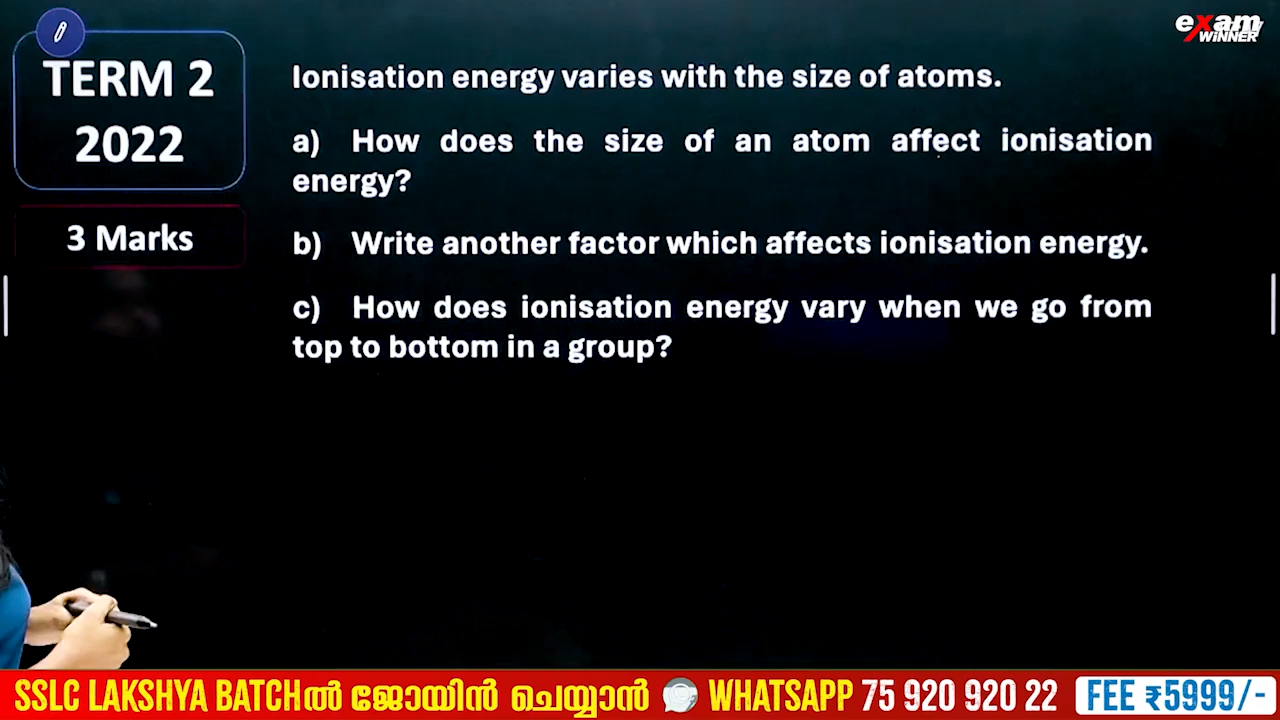 exam
WiNNER
TERM 2
2022
3 Marks
Ionisation energy varies with the size of atoms.
a) How does the size of an atom affect ionisation
energy?
b) Write another factor which affects ionisation energy.
c) How does ionisation energy vary when we go from
top to bottom in a group?
SSLC LAKSHYA BATCHൽ ജോയിൻ ചെയ്യാൻ WHATSAPP 75 920 920 22 FEE ₹5999/-